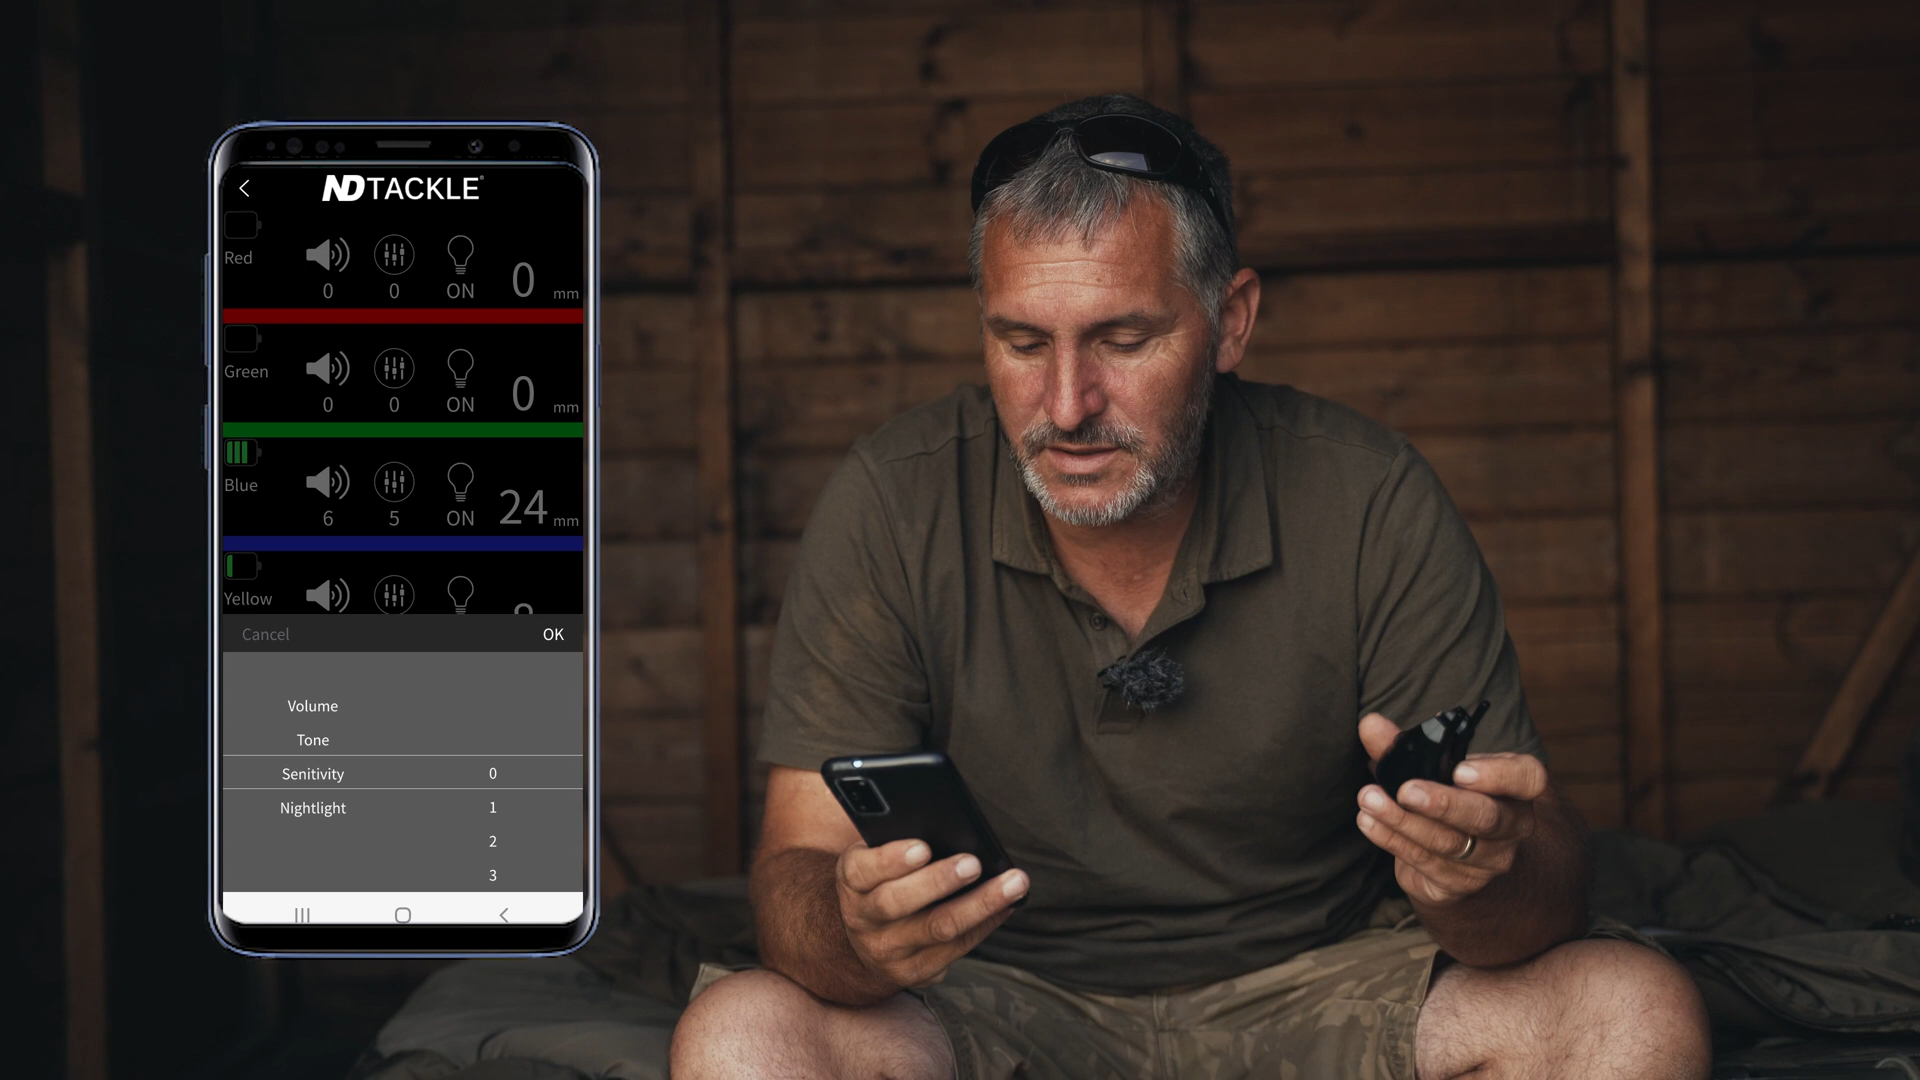 NDTACKLE®
Red
0 0 ON 0 mm
Green
0 0 ON 0 mm
Blue
6 5 ON 24 mm
Yellow
Cancel OK
Volume
Tone
Senitivity 0
Nightlight 1
2
3